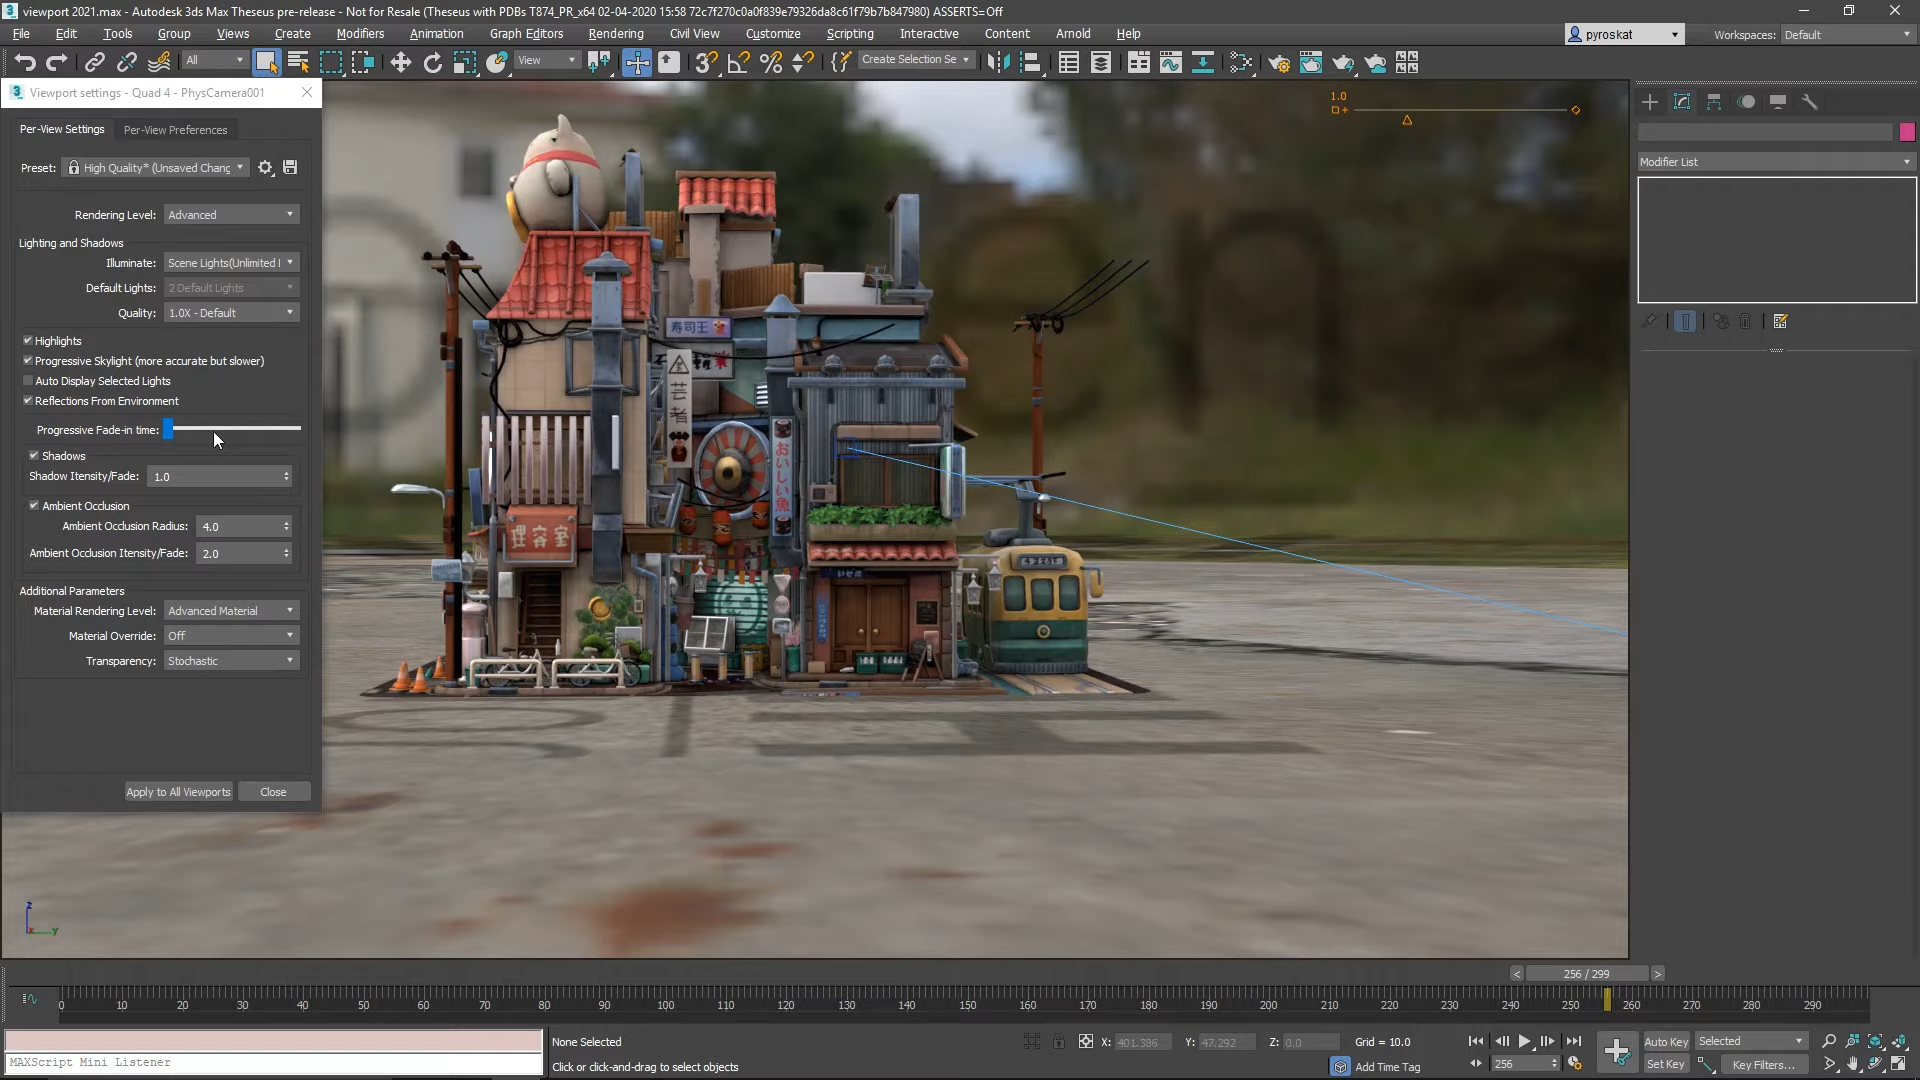 viewport 2021.max - Autodesk 3ds Max Theseus pre-release - Not for Resale (Theseus with PDBs T874_PR_x64 02-04-2020 15:58 72c7f270c0a0f839e79326da8c61f79b7b847980) ASSERTS=Off
File Edit Tools Group Views Create Modifiers Animation Graph Editors Rendering Civil View Customize Scripting Interactive Content Arnold Help
pyroskat
Workspaces: Default
All
View
Create Selection Se
Viewport settings - Quad 4 - PhysCamera001
Per-View Settings
Per-View Preferences
Preset: High Quality* (Unsaved Chang
Rendering Level: Advanced
Lighting and Shadows
Illuminate: Scene Lights(Unlimited l
Default Lights: 2 Default Lights
Quality: 1.0X - Default
Highlights
Progressive Skylight (more accurate but slower)
Auto Display Selected Lights
Reflections From Environment
Progressive Fade-in time:
Shadows
Shadow Itensity/Fade: 1.0
Ambient Occlusion
Ambient Occlusion Radius: 4.0
Ambient Occlusion Itensity/Fade: 2.0
Additional Parameters
Material Rendering Level: Advanced Material
Material Override: Off
Transparency: Stochastic
Apply to All Viewports
Close
1.0
寿司王
芸者
おいしい魚
理容室
z
x
y
Modifier List
< 256 / 299 >
0 10 20 30 40 50 60 70 80 90 100 110 120 130 140 150 160 170 180 190 200 210 220 230 240 250 260 270 280 290
MAXScript Mini Listener
None Selected
Click or click-and-drag to select objects
X: 401.386
Y: 47.292
Z: 0.0
Grid = 10.0
Add Time Tag
256
Auto Key
Selected
Set Key
Key Filters...